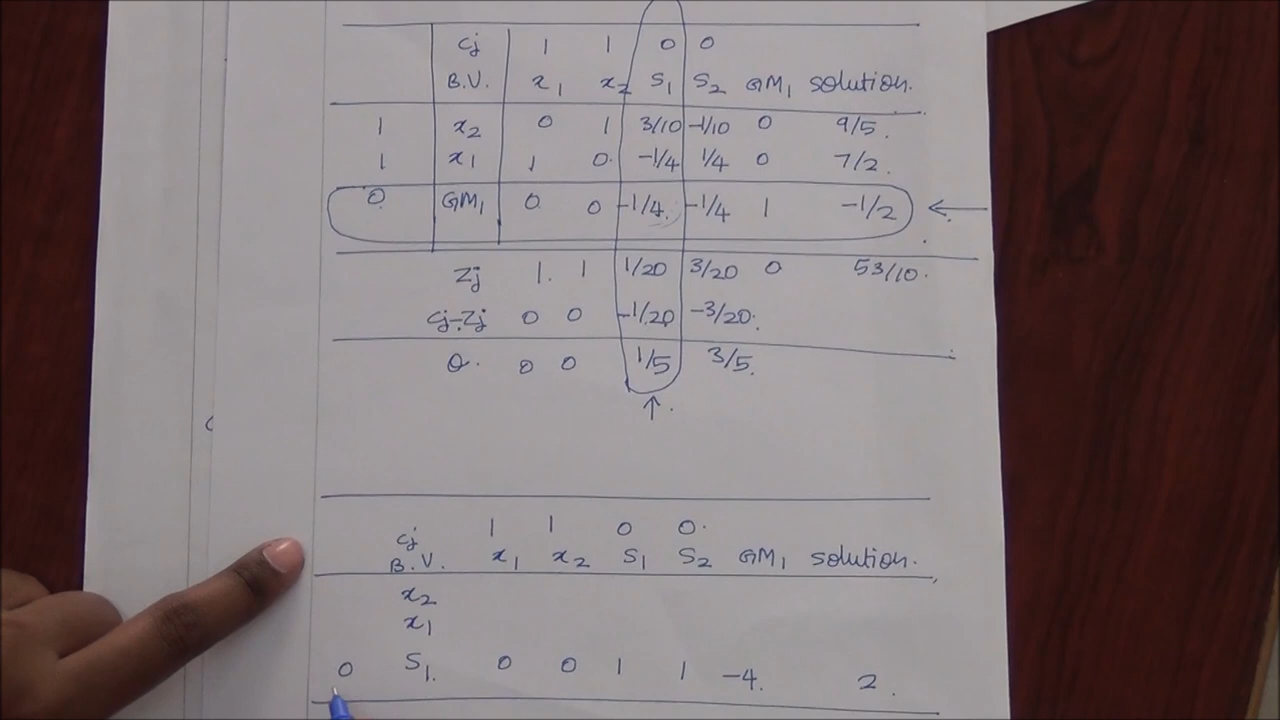 Cj 1 1 0 0
B.V. x1 x2 S1 S2 GM1 solution.
1 x2 0 1 3/10 -1/10 0 9/5.
1 x1 1 0 -1/4 1/4 0 7/2.
0 GM1 0 0 -1/4 -1/4 1 -1/2
Zj 1 1 1/20 3/20 0 53/10.
Cj-Zj 0 0 -1/20 -3/20.
θ. 0 0 1/5 3/5.
Cj 1 1 0 0.
B.V. x1 x2 S1 S2 GM1 solution.
x2
x1
0 S1. 0 0 1 1 -4. 2.